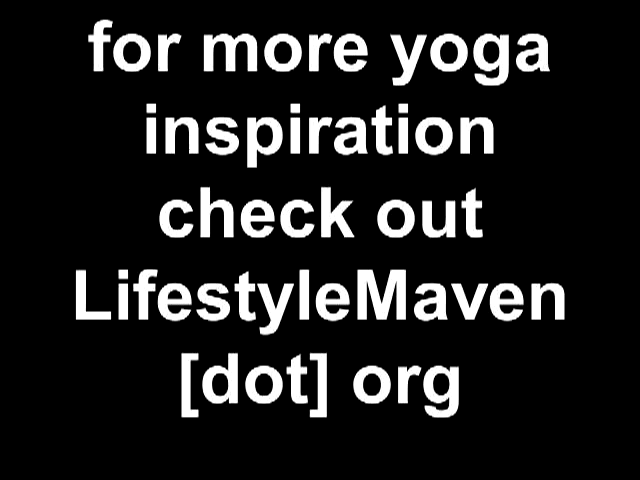 for more yoga
inspiration
check out
LifestyleMaven
[dot] org